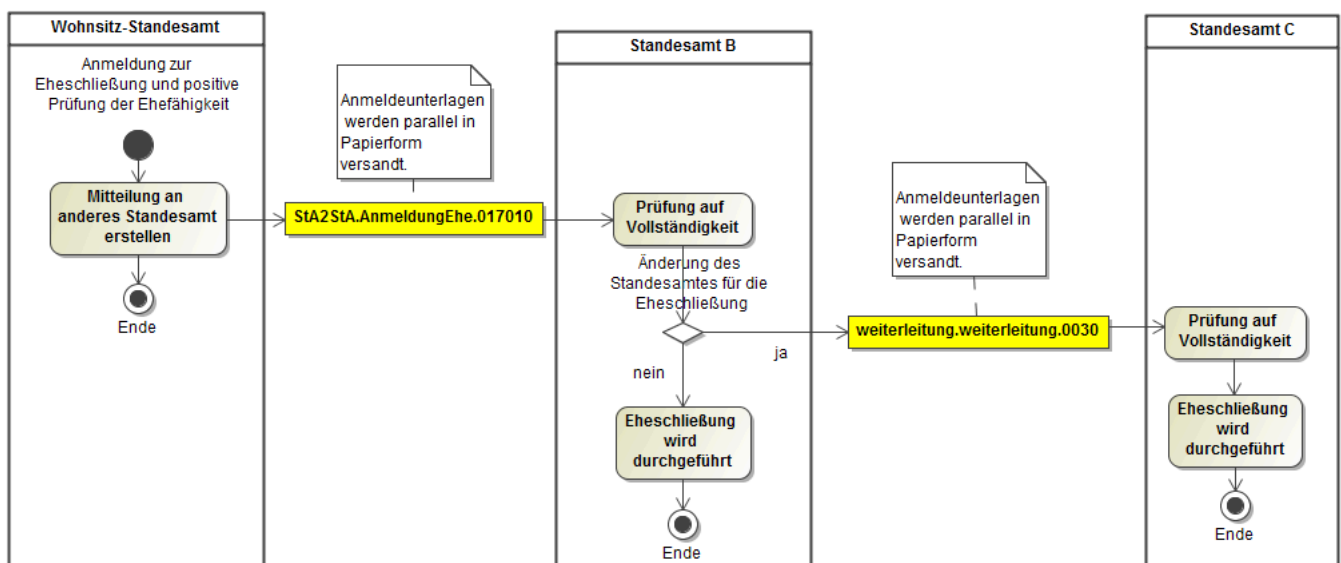 Wohnsitz-Standesamt
Anmeldung zur
Eheschließung und positive
Prüfung der Ehefähigkeit
Mitteilung an
anderes Standesamt
erstellen
Ende
Anmeldeunterlagen
werden parallel in
Papierform
versandt.
StA2StA.AnmeldungEhe.017010
Standesamt B
Prüfung auf
Vollständigkeit
Änderung des
Standesamtes für die
Eheschließung
ja
nein
Eheschließung
wird
durchgeführt
Ende
Anmeldeunterlagen
werden parallel in
Papierform
versandt.
weiterleitung.weiterleitung.0030
Standesamt C
Prüfung auf
Vollständigkeit
Eheschließung
wird
durchgeführt
Ende